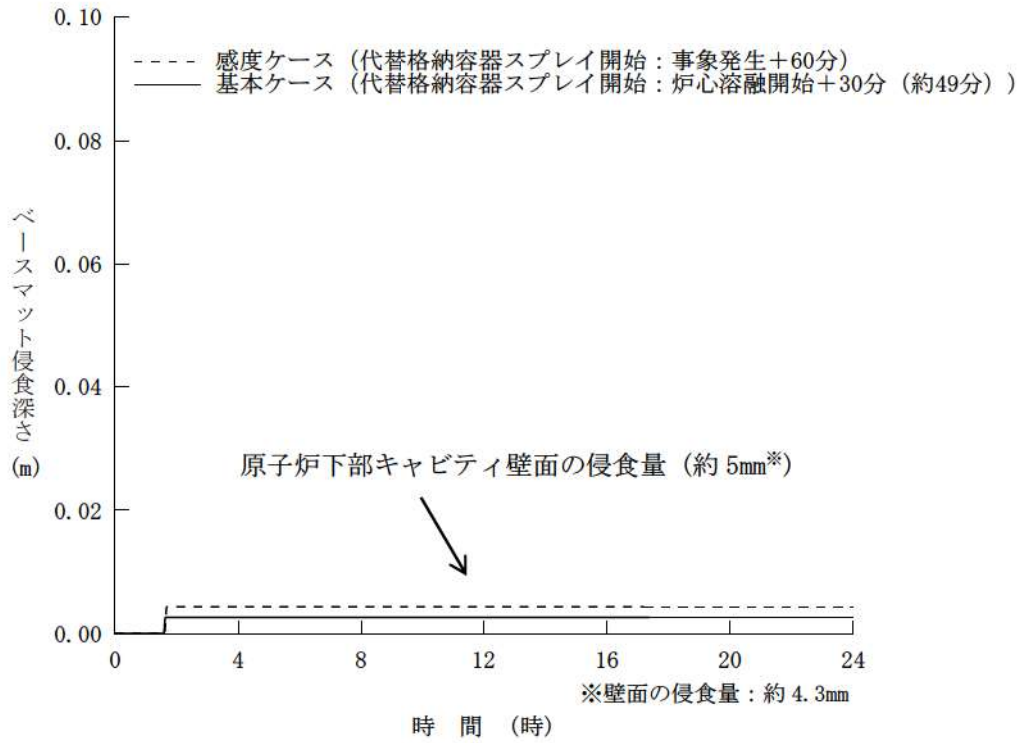 0.10
感度ケース（代替格納容器スプレイ開始：事象発生＋60分）
基本ケース（代替格納容器スプレイ開始：炉心溶融開始＋30分（約49分））
0.08
0.06
0.04
0.02
0.00
ベースマット侵食深さ
(m)
原子炉下部キャビティ壁面の侵食量（約 5mm※）
0 4 8 12 16 20 24
※壁面の侵食量：約 4.3mm
時 間 (時)